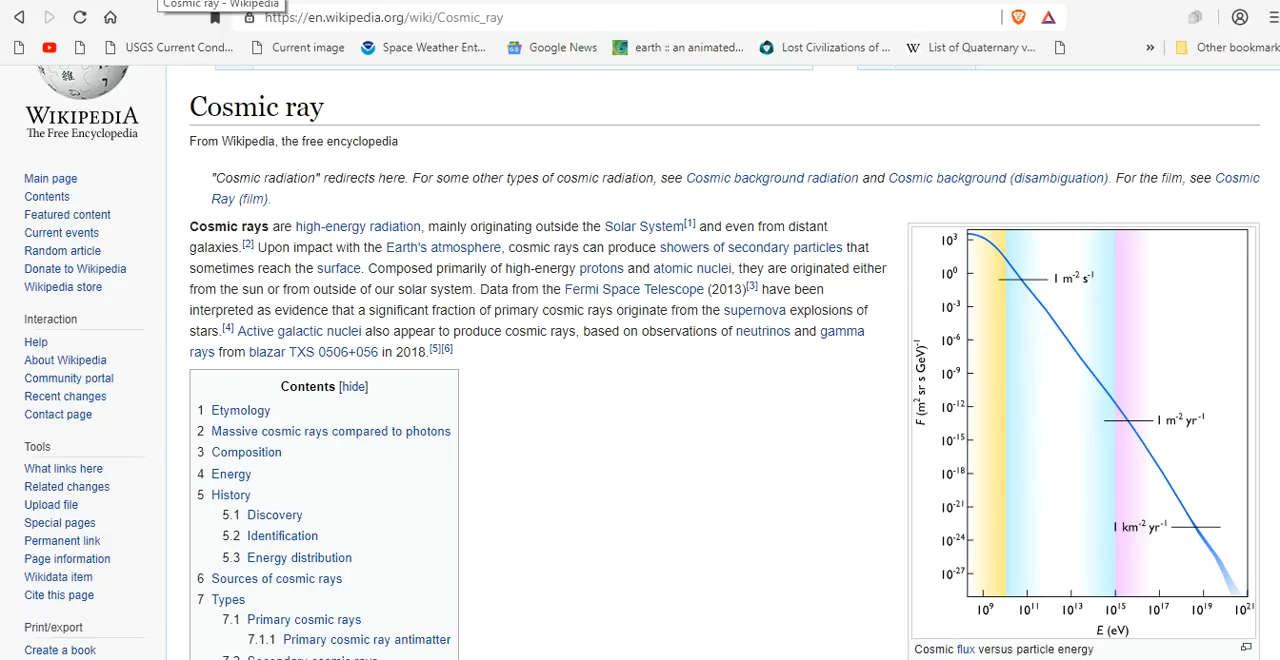 Cosmic ray - Wikipedia
https://en.wikipedia.org/wiki/Cosmic_ray
USGS Current Cond... Current image Space Weather Ent... Google News earth :: an animated... Lost Civilizations of ... List of Quaternary v... » Other bookmark
WIKIPEDIA
The Free Encyclopedia
Main page
Contents
Featured content
Current events
Random article
Donate to Wikipedia
Wikipedia store
Interaction
Help
About Wikipedia
Community portal
Recent changes
Contact page
Tools
What links here
Related changes
Upload file
Special pages
Permanent link
Page information
Wikidata item
Cite this page
Print/export
Create a book
Cosmic ray
From Wikipedia, the free encyclopedia
"Cosmic radiation" redirects here. For some other types of cosmic radiation, see Cosmic background radiation and Cosmic background (disambiguation). For the film, see Cosmic
Ray (film).
Cosmic rays are high-energy radiation, mainly originating outside the Solar System[1] and even from distant
galaxies.[2] Upon impact with the Earth's atmosphere, cosmic rays can produce showers of secondary particles that
sometimes reach the surface. Composed primarily of high-energy protons and atomic nuclei, they are originated either
from the sun or from outside of our solar system. Data from the Fermi Space Telescope (2013)[3] have been
interpreted as evidence that a significant fraction of primary cosmic rays originate from the supernova explosions of
stars.[4] Active galactic nuclei also appear to produce cosmic rays, based on observations of neutrinos and gamma
rays from blazar TXS 0506+056 in 2018.[5][6]
Contents [hide]
1 Etymology
2 Massive cosmic rays compared to photons
3 Composition
4 Energy
5 History
5.1 Discovery
5.2 Identification
5.3 Energy distribution
6 Sources of cosmic rays
7 Types
7.1 Primary cosmic rays
7.1.1 Primary cosmic ray antimatter
7.2 Secondary cosmic rays
F (m² sr s GeV)⁻¹
10³
10⁰
10⁻³
10⁻⁶
10⁻⁹
10⁻¹²
10⁻¹⁵
10⁻¹⁸
10⁻²¹
10⁻²⁴
10⁻²⁷
1 m⁻² s⁻¹
1 m⁻² yr⁻¹
1 km⁻² yr⁻¹
10⁹ 10¹¹ 10¹³ 10¹⁵ 10¹⁷ 10¹⁹ 10²¹
E (eV)
Cosmic flux versus particle energy